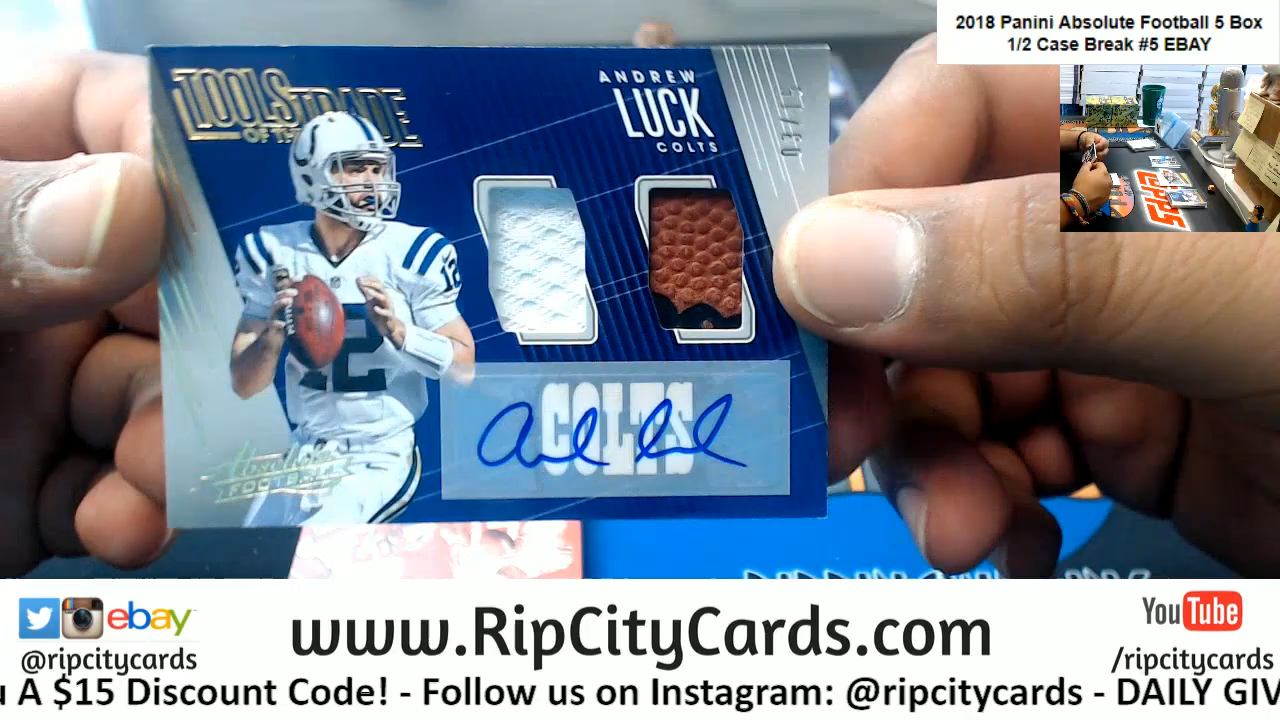 2018 Panini Absolute Football 5 Box
1/2 Case Break #5 EBAY
TOOLS OF THE TRADE
ANDREW
LUCK
COLTS
12
12
Absolute
FOOTBALL
COLTS
RIPCITY
ebay
YouTube
@ripcitycards
www.RipCityCards.com
/ripcitycards
A $15 Discount Code! - Follow us on Instagram: @ripcitycards - DAILY